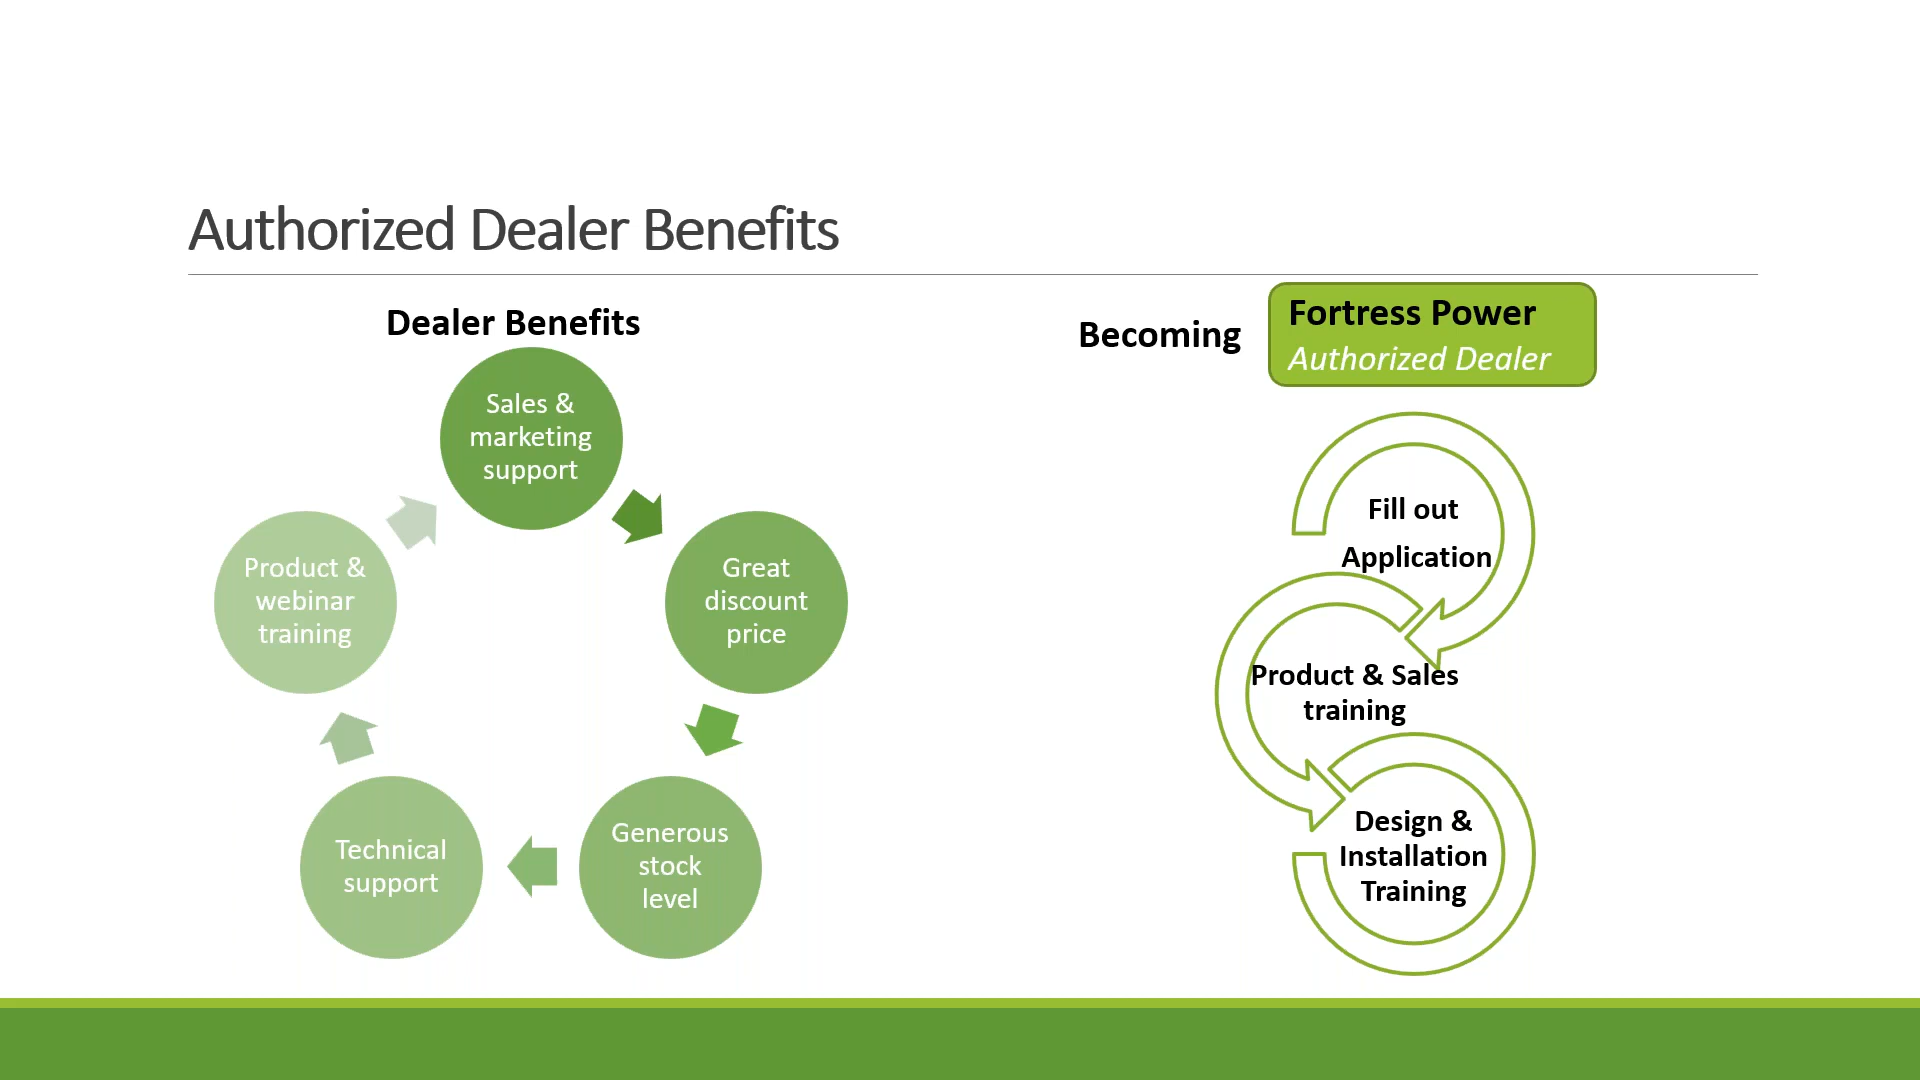 Authorized Dealer Benefits
Dealer Benefits
Sales &
marketing
support
Great
discount
price
Generous
stock
level
Technical
support
Product &
webinar
training
Becoming
Fortress Power
Authorized Dealer
Fill out
Application
Product & Sales
training
Design &
Installation
Training